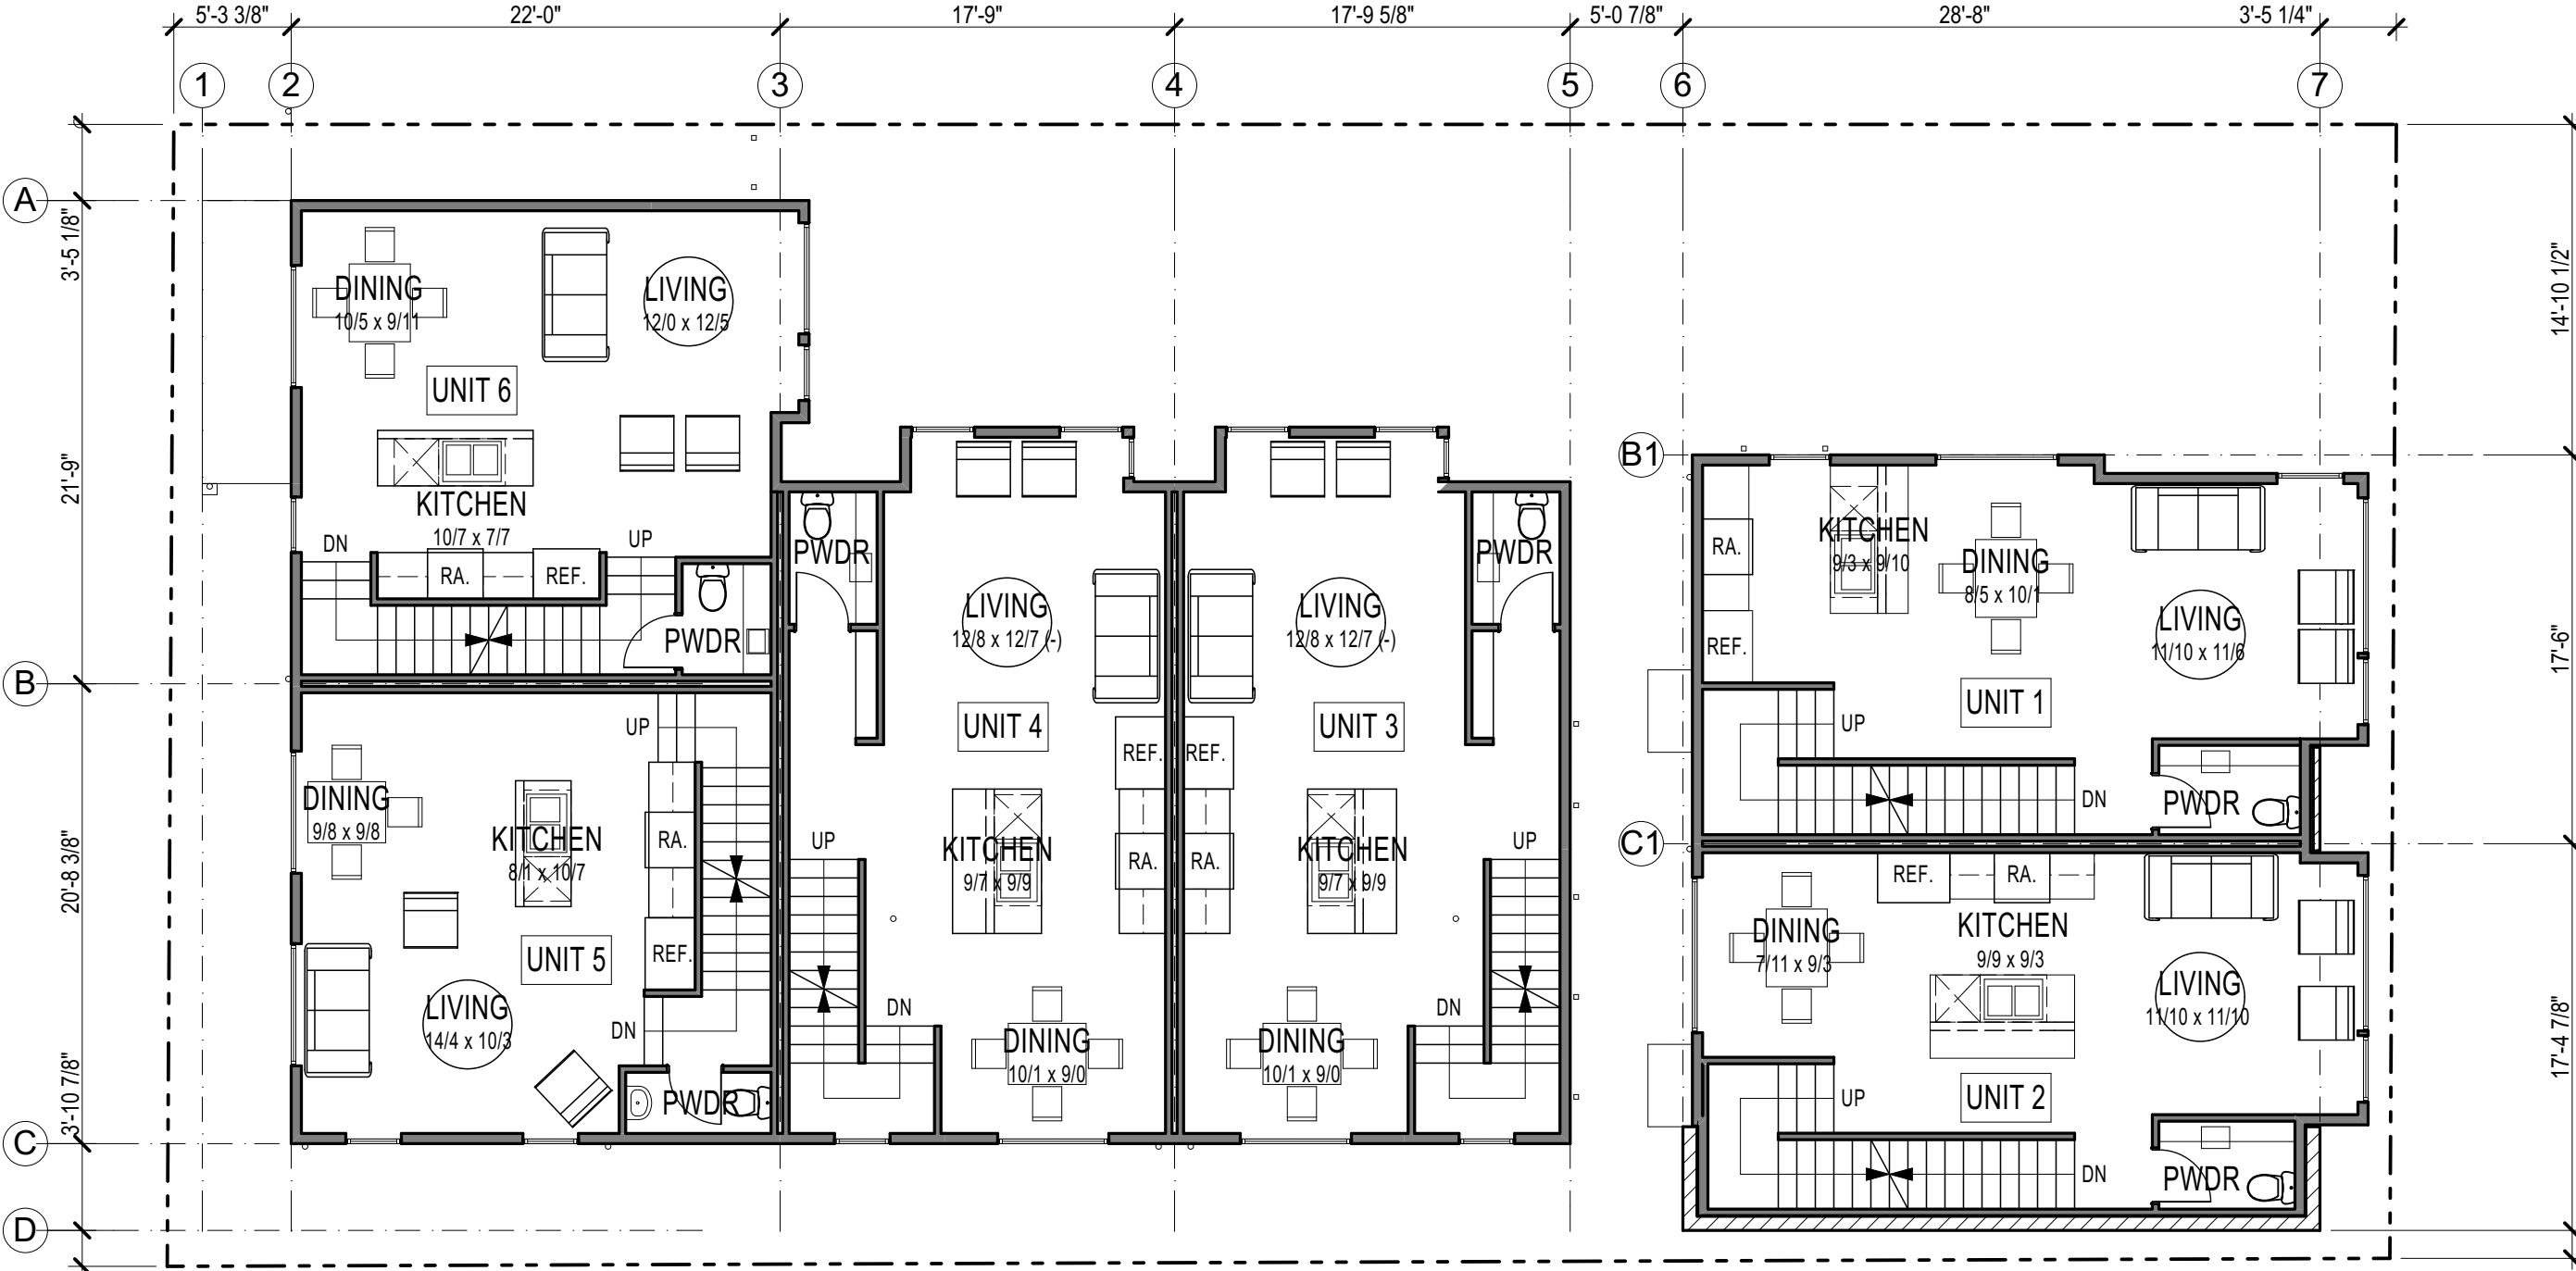 5'-3 3/8" 22'-0" 17'-9" 17'-9 5/8" 5'-0 7/8" 28'-8" 3'-5 1/4"
1 2 3 4 5 6 7
A
3'-5 1/8"
21'-9"
B
20'-8 3/8"
3'-10 7/8"
C
D
DINING
10/5 x 9/11
LIVING
12/0 x 12/5
UNIT 6
KITCHEN
10/7 x 7/7
DN
UP
RA.
REF.
PWDR
UP
DINING
9/8 x 9/8
KITCHEN
8/1 x 10/7
RA.
REF.
UNIT 5
LIVING
14/4 x 10/3
DN
PWDR
PWDR
LIVING
12/8 x 12/7 (-)
UNIT 4
REF.
UP
KITCHEN
9/7 x 9/9
RA.
DN
DINING
10/1 x 9/0
PWDR
LIVING
12/8 x 12/7 (-)
UNIT 3
REF.
UP
KITCHEN
9/7 x 9/9
RA.
DN
DINING
10/1 x 9/0
B1
C1
RA.
REF.
KITCHEN
9/3 x 9/10
DINING
8/5 x 10/1
LIVING
11/10 x 11/6
UNIT 1
UP
DN
PWDR
REF.
RA.
DINING
7/11 x 9/3
KITCHEN
9/9 x 9/3
LIVING
11/10 x 11/10
UNIT 2
UP
DN
PWDR
14'-10 1/2"
17'-6"
17'-4 7/8"